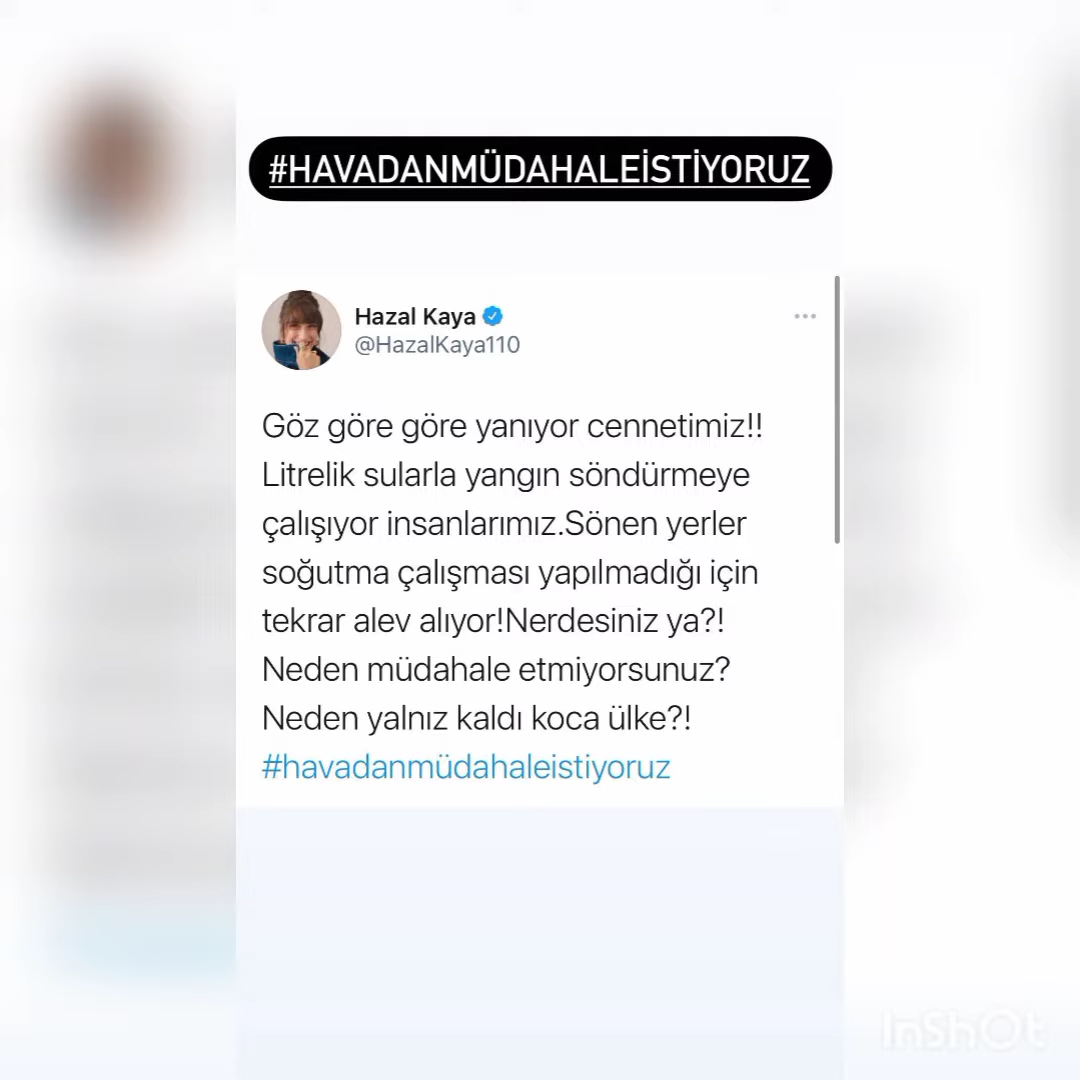 #HAVADANMÜDAHALEİSTİYORUZ
Hazal Kaya
@HazalKaya110
Göz göre göre yanıyor cennetimiz!!
Litrelik sularla yangın söndürmeye
çalışıyor insanlarımız.Sönen yerler
soğutma çalışması yapılmadığı için
tekrar alev alıyor!Nerdesiniz ya?!
Neden müdahale etmiyorsunuz?
Neden yalnız kaldı koca ülke?!
#havadanmüdahaleistiyoruz
InShOt